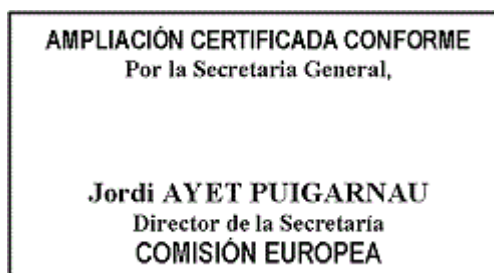 AMPLIACIÓN CERTIFICADA CONFORME
Por la Secretaria General,
Jordi AYET PUIGARNAU
Director de la Secretaría
COMISIÓN EUROPEA